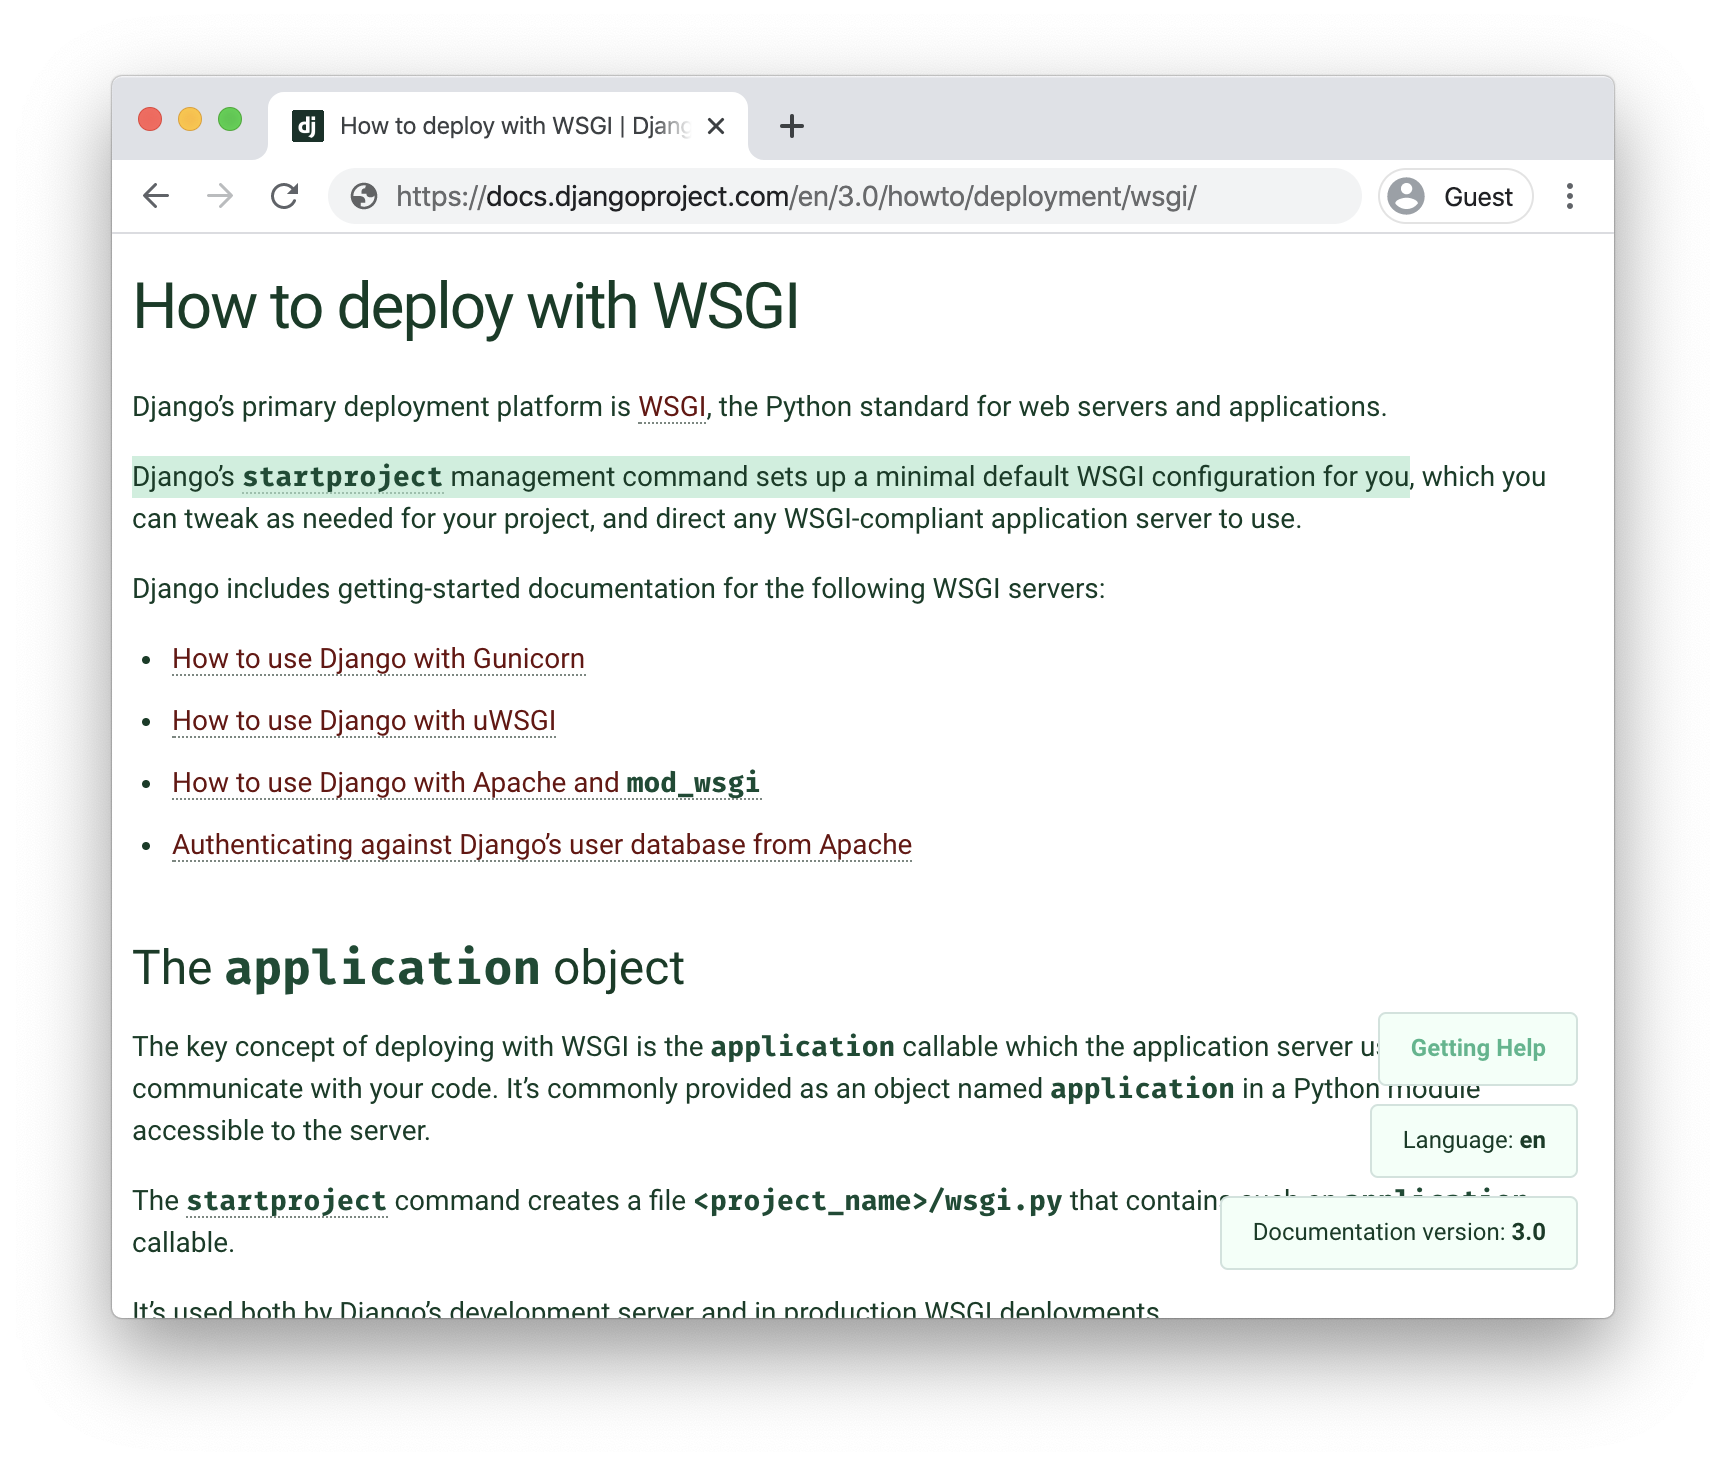 dj How to deploy with WSGI | Djang
https://docs.djangoproject.com/en/3.0/howto/deployment/wsgi/ Guest
How to deploy with WSGI
Django’s primary deployment platform is WSGI, the Python standard for web servers and applications.
Django’s startproject management command sets up a minimal default WSGI configuration for you, which you
can tweak as needed for your project, and direct any WSGI-compliant application server to use.
Django includes getting-started documentation for the following WSGI servers:
• How to use Django with Gunicorn
• How to use Django with uWSGI
• How to use Django with Apache and mod_wsgi
• Authenticating against Django’s user database from Apache
The application object
The key concept of deploying with WSGI is the application callable which the application server
Getting Help
communicate with your code. It’s commonly provided as an object named application in a Python module
accessible to the server.
Language: en
The startproject command creates a file <project_name>/wsgi.py that contains such an application
Documentation version: 3.0
callable.
It’s used both by Django’s development server and in production WSGI deployments.